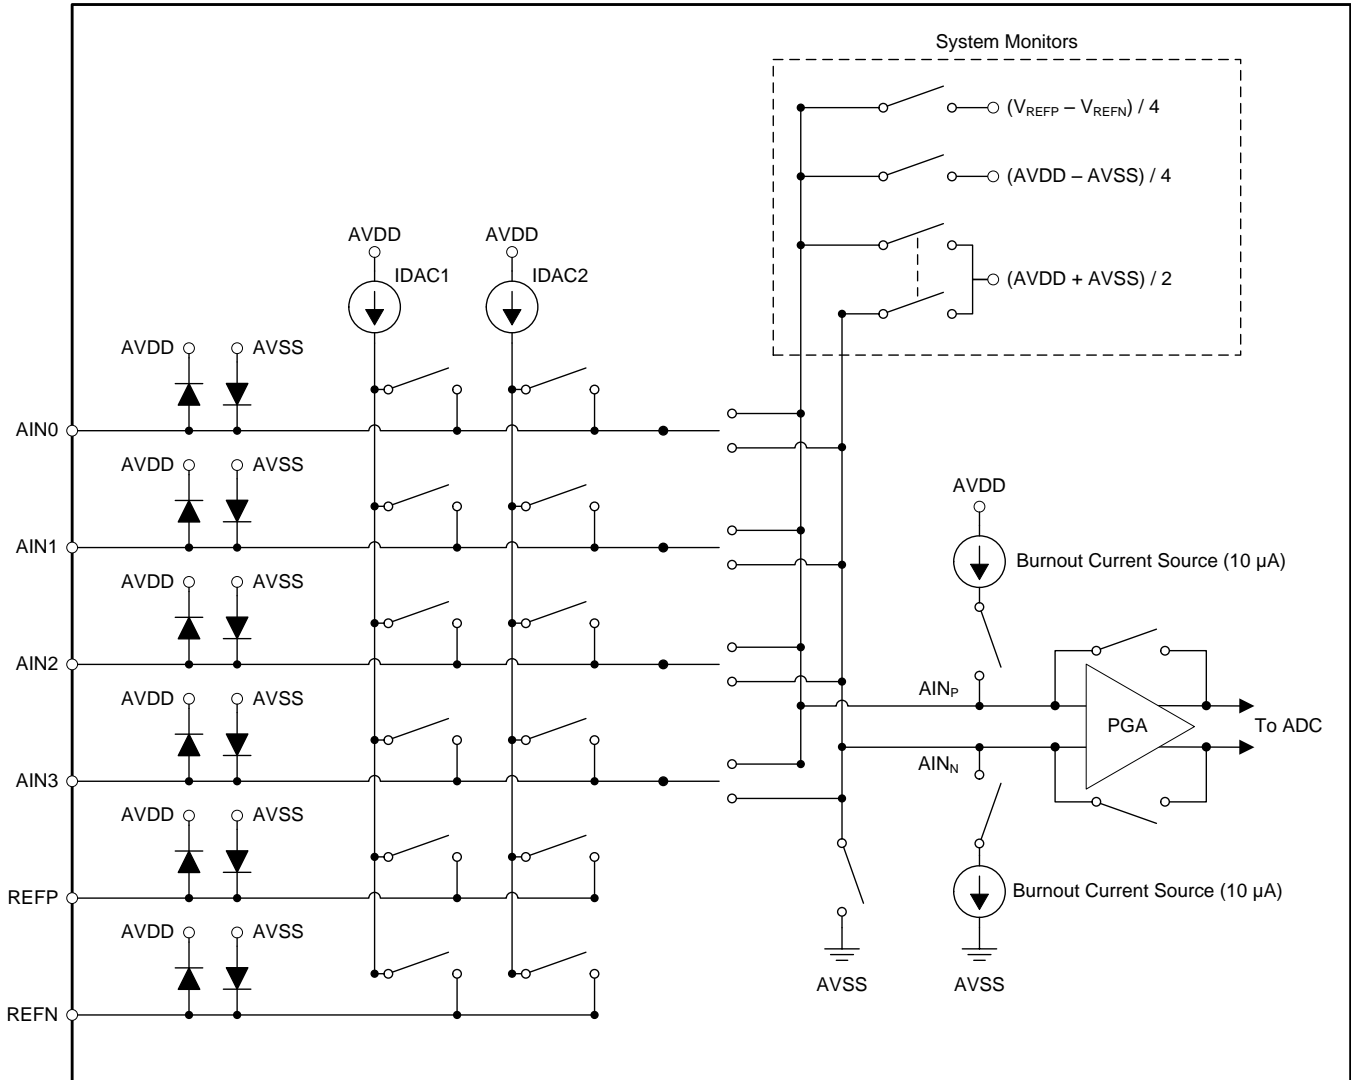 System Monitors
(VREFP – VREFN) / 4
(AVDD – AVSS) / 4
(AVDD + AVSS) / 2
AVDD AVDD
IDAC1 IDAC2
AVDD AVSS
AIN0
AVDD AVSS
AIN1
AVDD
Burnout Current Source (10 µA)
AVDD AVSS
AIN2
AVDD AVSS
AINP
PGA
To ADC
AINN
AIN3
AVDD AVSS
REFP
Burnout Current Source (10 µA)
AVDD AVSS
AVSS AVSS
REFN